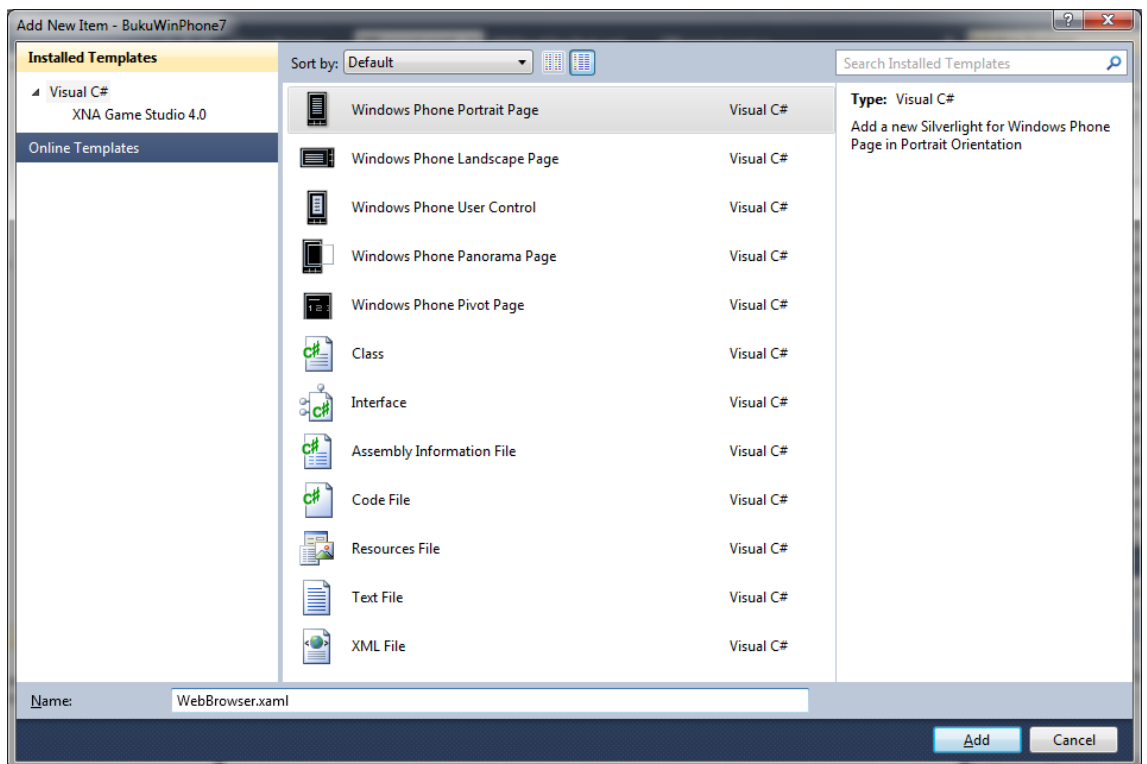 Add New Item - BukuWinPhone7
Installed Templates
Visual C#
XNA Game Studio 4.0
Online Templates
Sort by: Default
Windows Phone Portrait Page Visual C#
Windows Phone Landscape Page Visual C#
Windows Phone User Control Visual C#
Windows Phone Panorama Page Visual C#
Windows Phone Pivot Page Visual C#
Class Visual C#
Interface Visual C#
Assembly Information File Visual C#
Code File Visual C#
Resources File Visual C#
Text File Visual C#
XML File Visual C#
Search Installed Templates
Type: Visual C#
Add a new Silverlight for Windows Phone
Page in Portrait Orientation
Name: WebBrowser.xaml
Add Cancel